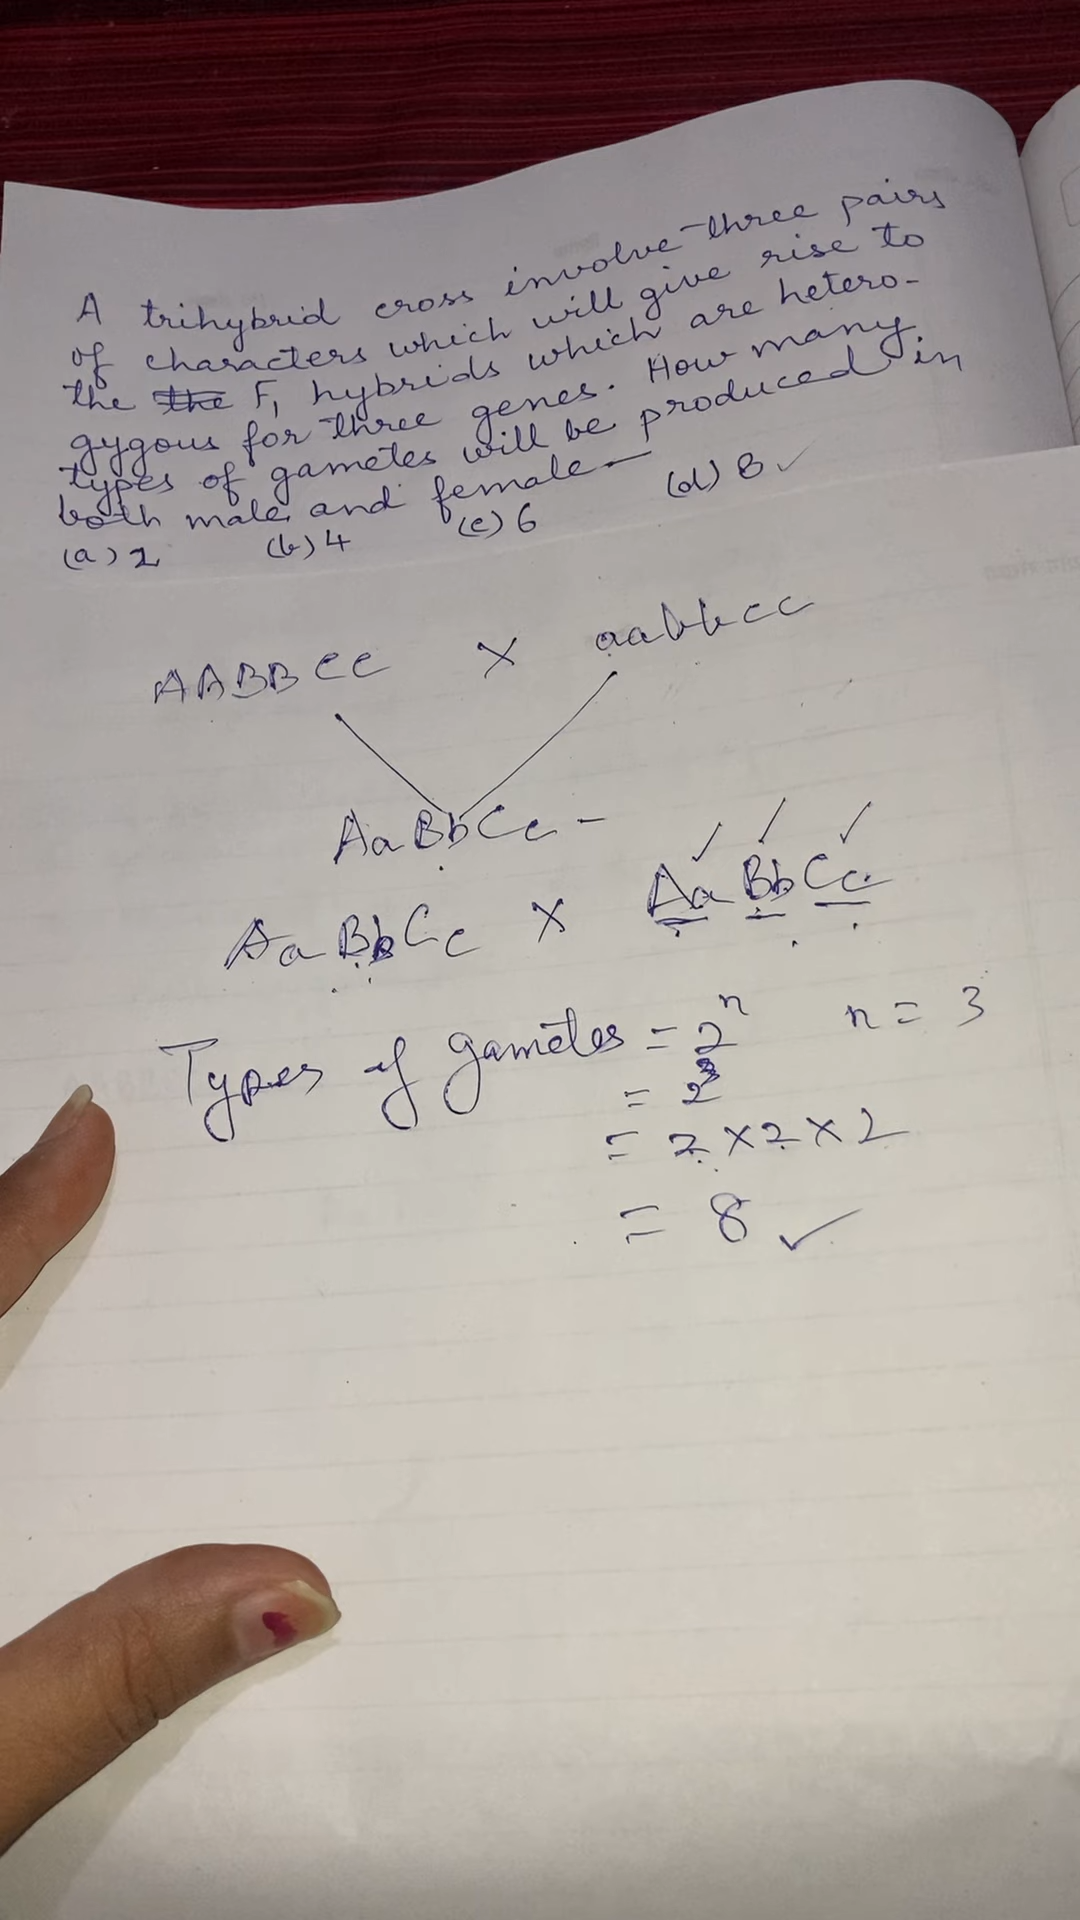 A trihybrid cross involve three pairs
of characters which will give rise to
the the F1 hybrids which are hetero-
gygous for three genes. How many
types of gametes will be produced in
both male and female—
(a) 2 (b) 4 (c) 6 (d) 8 ✓
AABBCC × aabbcc
AaBbCc -
AaBbCc × AaBbCc
Types of gametes = 2ⁿ n = 3
= 2³
= 2 × 2 × 2
= 8 ✓